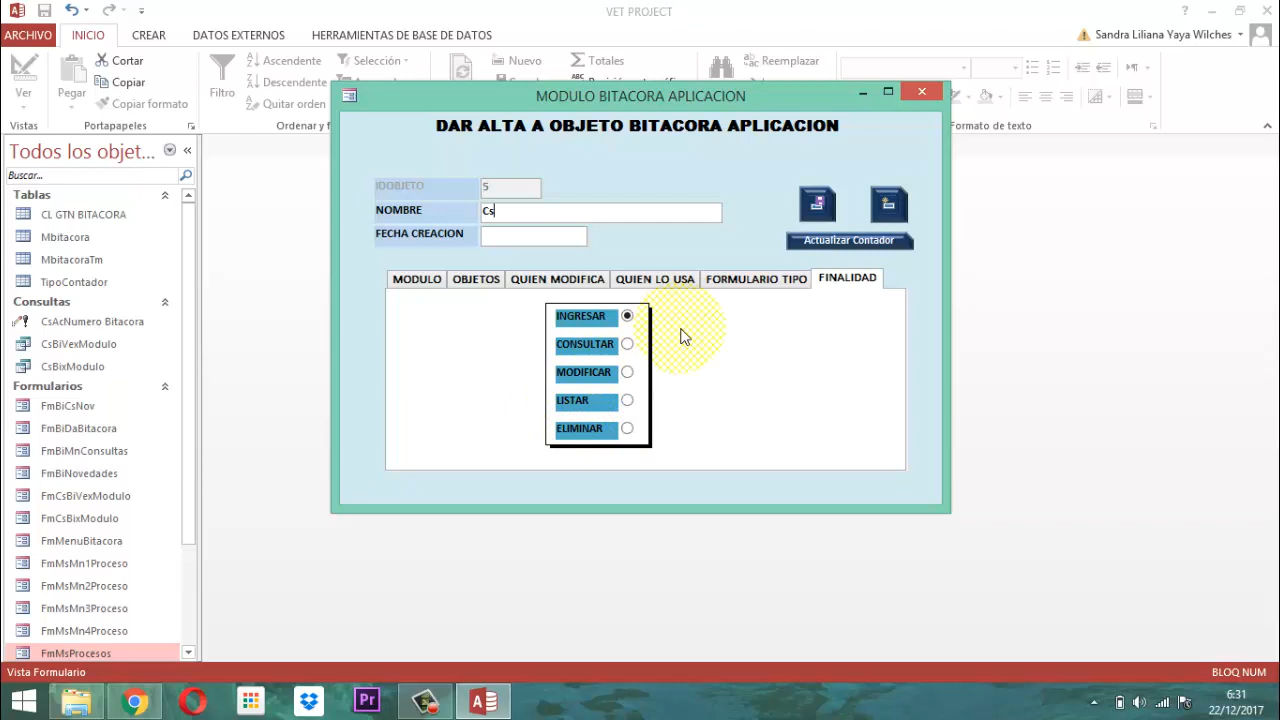 VET PROJECT
ARCHIVO INICIO CREAR DATOS EXTERNOS HERRAMIENTAS DE BASE DE DATOS Sandra Liliana Yaya Wilches
Ver
Vistas
Pegar
Cortar
Copiar
Copiar formato
Portapapeles
Filtro
Ascendente
Descendente
Quitar orden
Ordenar y f
Selección
Nuevo
Totales
Reemplazar
Formato de texto
Todos los objet...
Buscar...
Tablas
CL GTN BITACORA
Mbitacora
MbitacoraTm
TipoContador
Consultas
CsAcNumero Bitacora
CsBiVexModulo
CsBixModulo
Formularios
FmBiCsNov
FmBiDaBitacora
FmBiMnConsultas
FmBiNovedades
FmCsBiVexModulo
FmCsBixModulo
FmMenuBitacora
FmMsMn1Proceso
FmMsMn2Proceso
FmMsMn3Proceso
FmMsMn4Proceso
FmMsProcesos
MODULO BITACORA APLICACION
DAR ALTA A OBJETO BITACORA APLICACION
IDOBJETO 5
NOMBRE Cs
FECHA CREACION
Actualizar Contador
MODULO OBJETOS QUIEN MODIFICA QUIEN LO USA FORMULARIO TIPO FINALIDAD
INGRESAR
CONSULTAR
MODIFICAR
LISTAR
ELIMINAR
Vista Formulario BLOQ NUM
Pr
6:31
22/12/2017